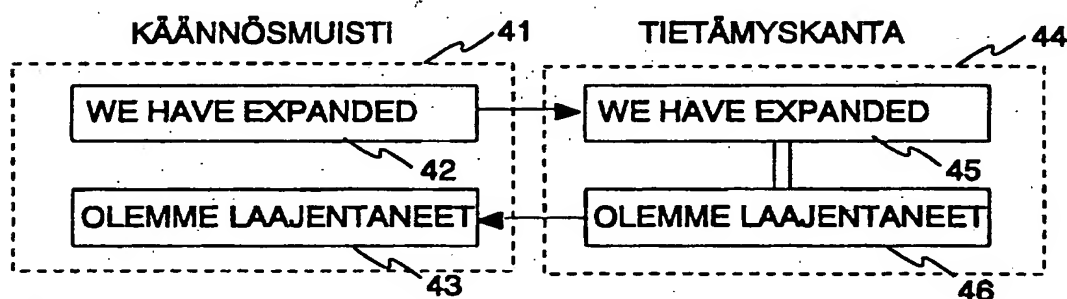 KÄÄNNÖSMUISTI 41 TIETÄMYSKANTA 44
WE HAVE EXPANDED WE HAVE EXPANDED
42 45
OLEMME LAAJENTANEET OLEMME LAAJENTANEET
43 46